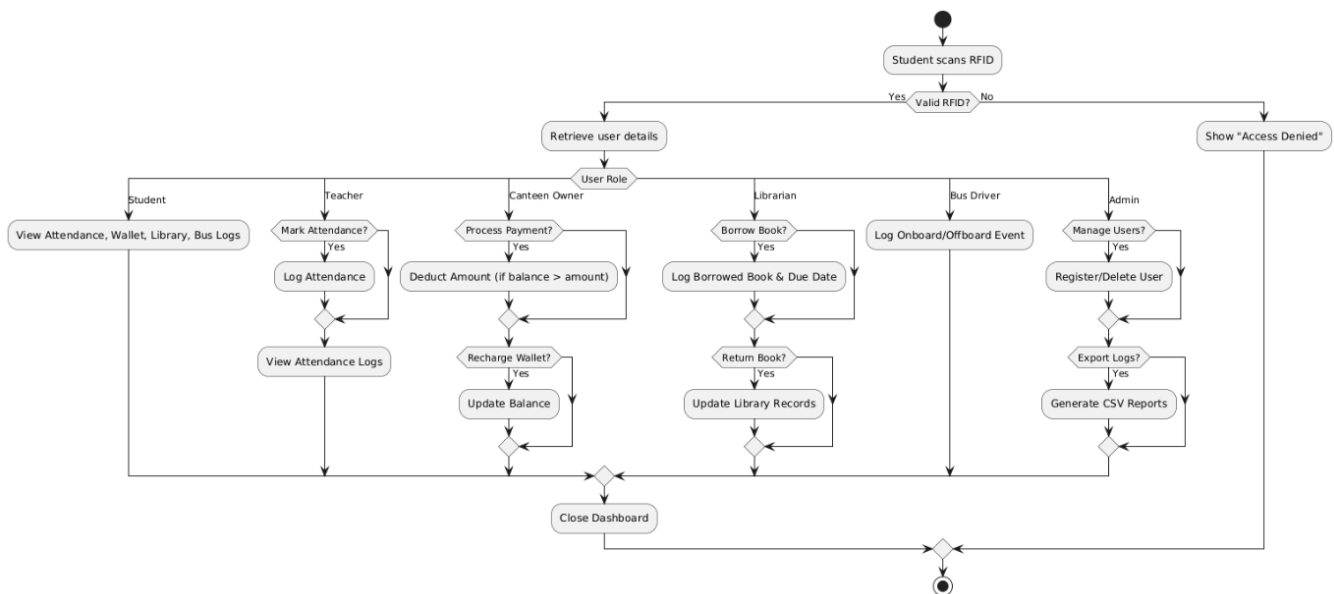 Student scans RFID
Yes
Valid RFID?
No
Retrieve user details
Show "Access Denied"
User Role
Student
Teacher
Canteen Owner
Librarian
Bus Driver
Admin
View Attendance, Wallet, Library, Bus Logs
Mark Attendance?
Yes
Log Attendance
View Attendance Logs
Process Payment?
Yes
Deduct Amount (if balance > amount)
Recharge Wallet?
Yes
Update Balance
Borrow Book?
Yes
Log Borrowed Book & Due Date
Return Book?
Yes
Update Library Records
Log Onboard/Offboard Event
Manage Users?
Yes
Register/Delete User
Export Logs?
Yes
Generate CSV Reports
Close Dashboard